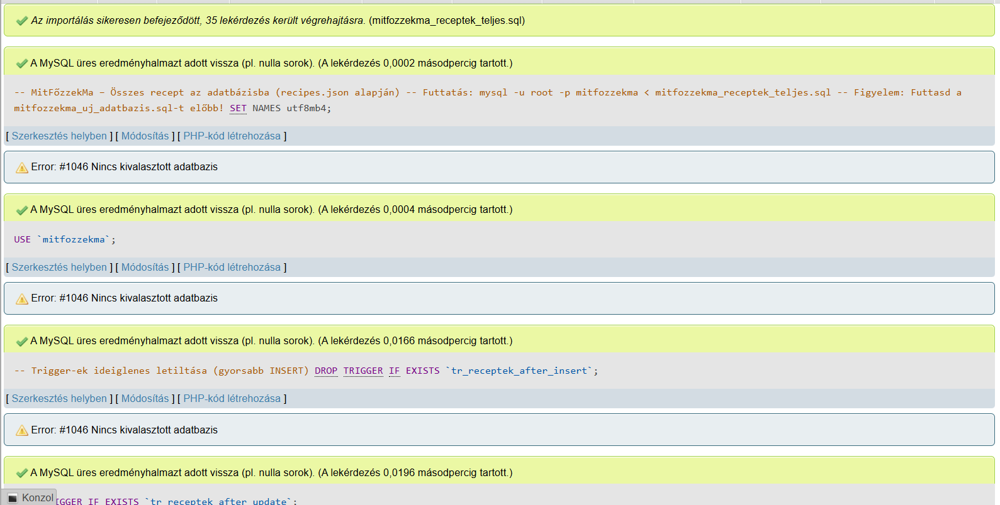 Az importálás sikeresen befejeződött, 35 lekérdezés került végrehajtásra. (mitfozzekma_receptek_teljes.sql)
A MySQL üres eredményhalmazt adott vissza (pl. nulla sorok). (A lekérdezés 0,0002 másodpercig tartott.)
-- MitFőzzekMa – Összes recept az adatbázisba (recipes.json alapján) -- Futtatás: mysql -u root -p mitfozzekma < mitfozzekma_receptek_teljes.sql -- Figyelem: Futtasd a
mitfozzekma_uj_adatbazis.sql-t előbb! SET NAMES utf8mb4;
[ Szerkesztés helyben ] [ Módosítás ] [ PHP-kód létrehozása ]
Error: #1046 Nincs kivalasztott adatbazis
A MySQL üres eredményhalmazt adott vissza (pl. nulla sorok). (A lekérdezés 0,0004 másodpercig tartott.)
USE `mitfozzekma`;
[ Szerkesztés helyben ] [ Módosítás ] [ PHP-kód létrehozása ]
Error: #1046 Nincs kivalasztott adatbazis
A MySQL üres eredményhalmazt adott vissza (pl. nulla sorok). (A lekérdezés 0,0166 másodpercig tartott.)
-- Trigger-ek ideiglenes letiltása (gyorsabb INSERT) DROP TRIGGER IF EXISTS `tr_receptek_after_insert`;
[ Szerkesztés helyben ] [ Módosítás ] [ PHP-kód létrehozása ]
Error: #1046 Nincs kivalasztott adatbazis
A MySQL üres eredményhalmazt adott vissza (pl. nulla sorok). (A lekérdezés 0,0196 másodpercig tartott.)
Konzol IGGER IF EXISTS `tr_receptek_after_update`;